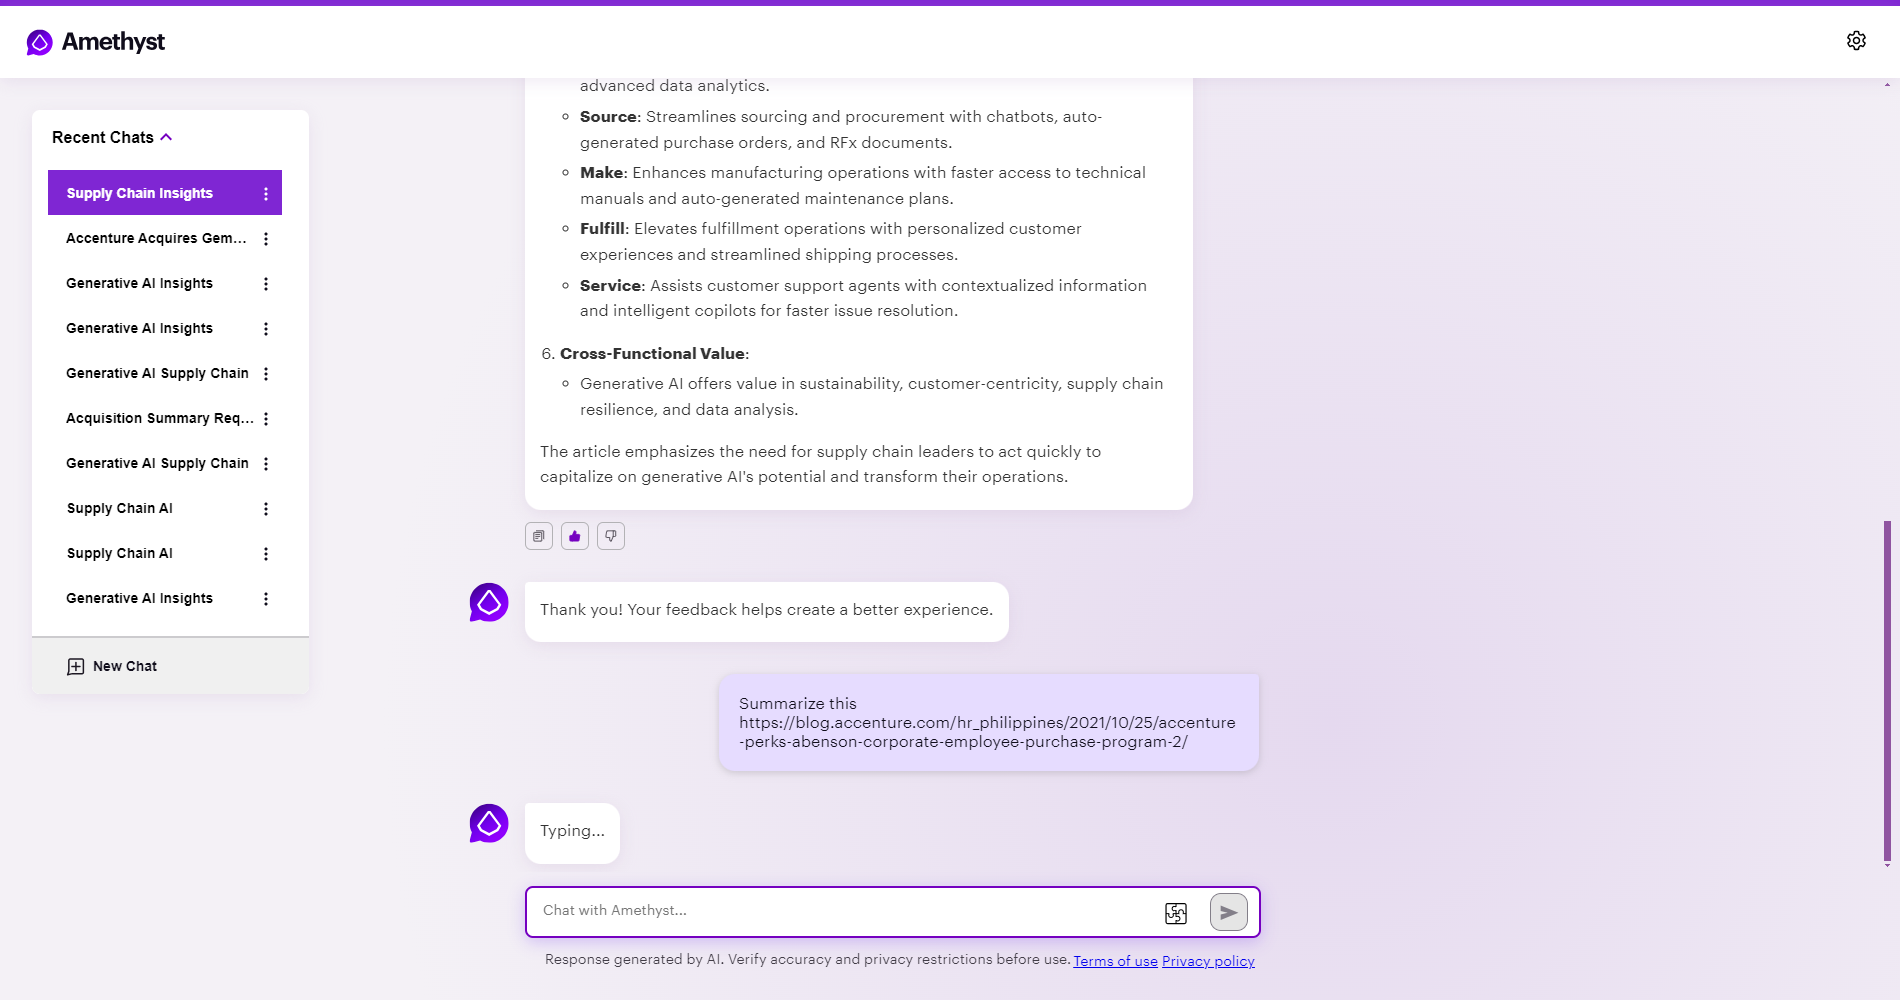 Amethyst
Recent Chats
Supply Chain Insights
Accenture Acquires Gem...
Generative AI Insights
Generative AI Insights
Generative AI Supply Chain
Acquisition Summary Req...
Generative AI Supply Chain
Supply Chain AI
Supply Chain AI
Generative AI Insights
New Chat
advanced data analytics.
Source: Streamlines sourcing and procurement with chatbots, auto-
generated purchase orders, and RFx documents.
Make: Enhances manufacturing operations with faster access to technical
manuals and auto-generated maintenance plans.
Fulfill: Elevates fulfillment operations with personalized customer
experiences and streamlined shipping processes.
Service: Assists customer support agents with contextualized information
and intelligent copilots for faster issue resolution.
6. Cross-Functional Value:
Generative AI offers value in sustainability, customer-centricity, supply chain
resilience, and data analysis.
The article emphasizes the need for supply chain leaders to act quickly to
capitalize on generative AI's potential and transform their operations.
Thank you! Your feedback helps create a better experience.
Summarize this
https://blog.accenture.com/hr_philippines/2021/10/25/accenture
-perks-abenson-corporate-employee-purchase-program-2/
Typing...
Chat with Amethyst...
Response generated by AI. Verify accuracy and privacy restrictions before use. Terms of use Privacy policy